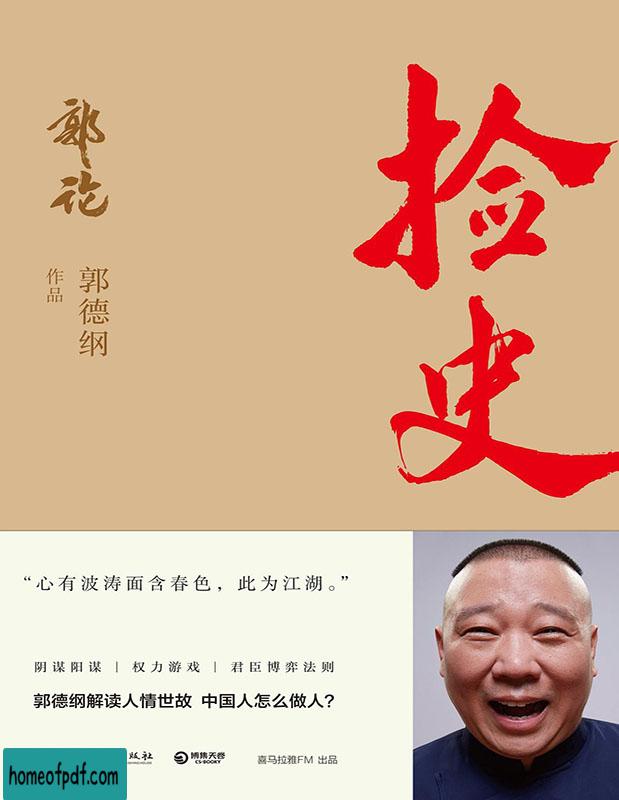 捡史
郭论
郭德纲
作品
“心有波涛面含春色，此为江湖。”
阴谋阳谋 | 权力游戏 | 君臣博弈法则
郭德纲解读人情世故 中国人怎么做人?
版社
博集天卷
CS-BOOKY
喜马拉雅FM 出品
homeofpdf.com